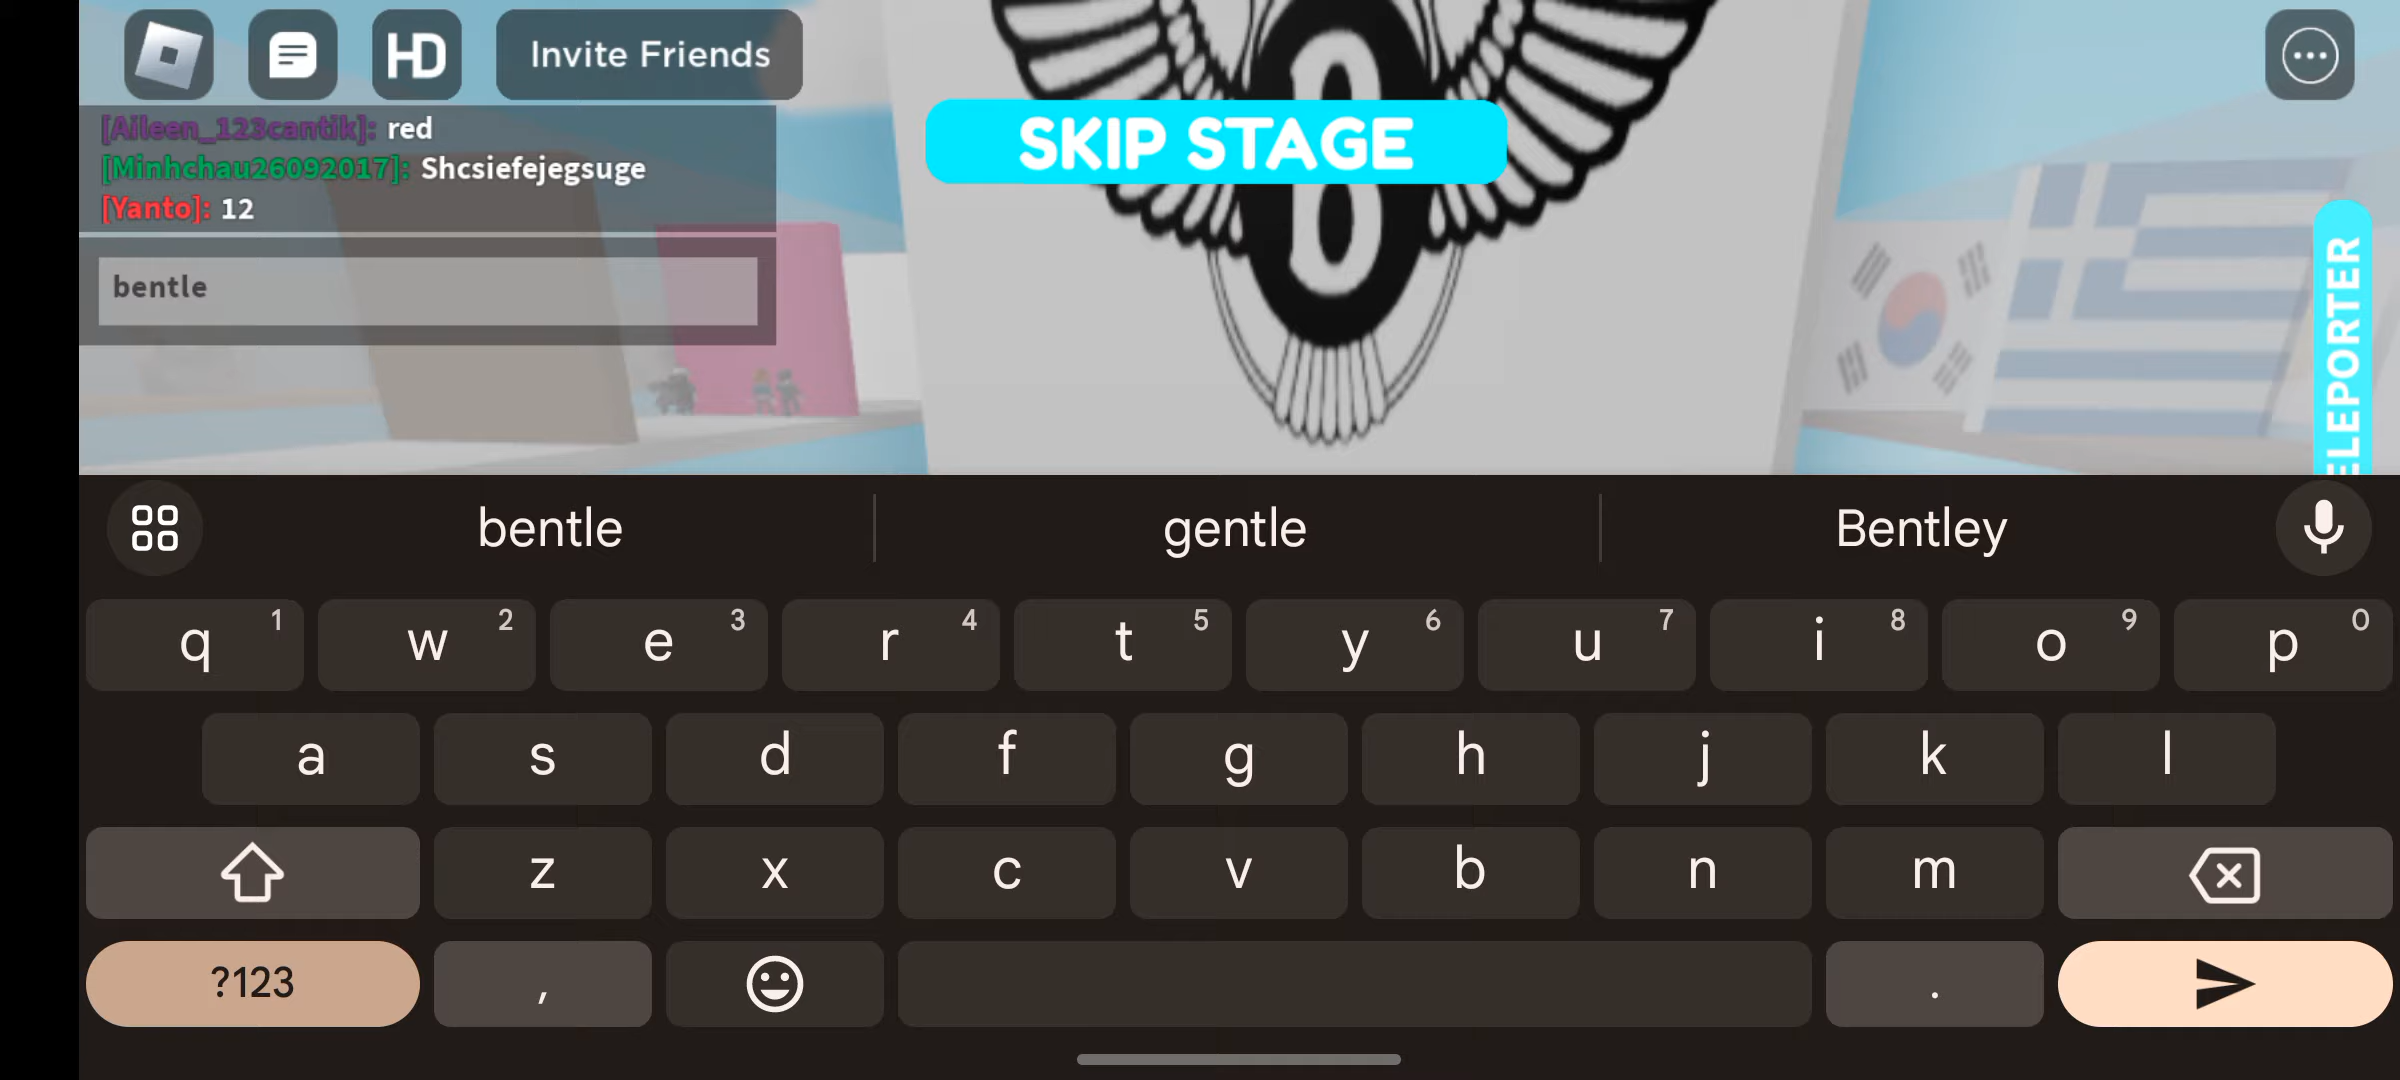 HD
Invite Friends
[Aileen_123cantik]: red
[Minhchau26092017]: Shcsiefejegsuge
[Yanto]: 12
bentle
SKIP STAGE
B
ELEPORTER
bentle
gentle
Bentley
q 1 w 2 e 3 r 4 t 5 y 6 u 7 i 8 o 9 p 0
a s d f g h j k l
z x c v b n m
?123 , .